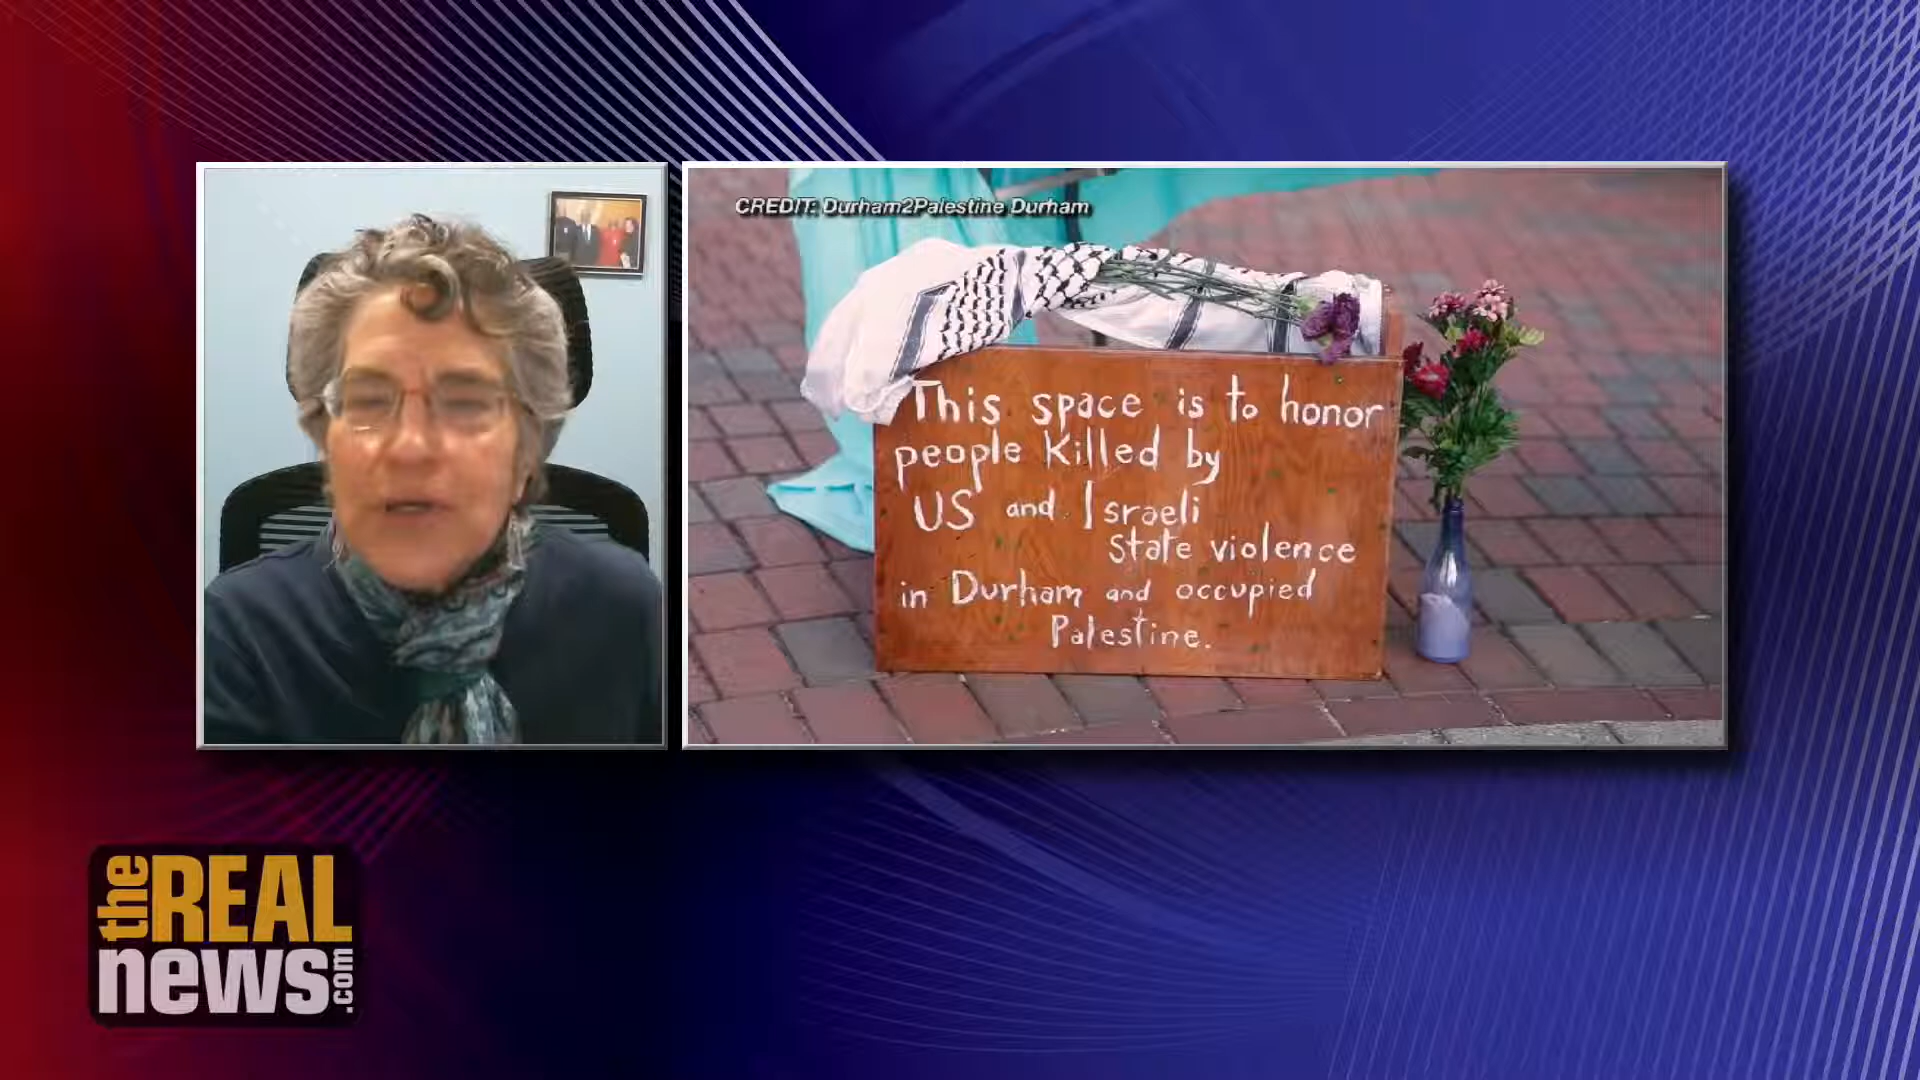 CREDIT: Durham2Palestine Durham
This space is to honor
people killed by
US and Israeli
state violence
in Durham and occupied
Palestine.
the REAL
news.com